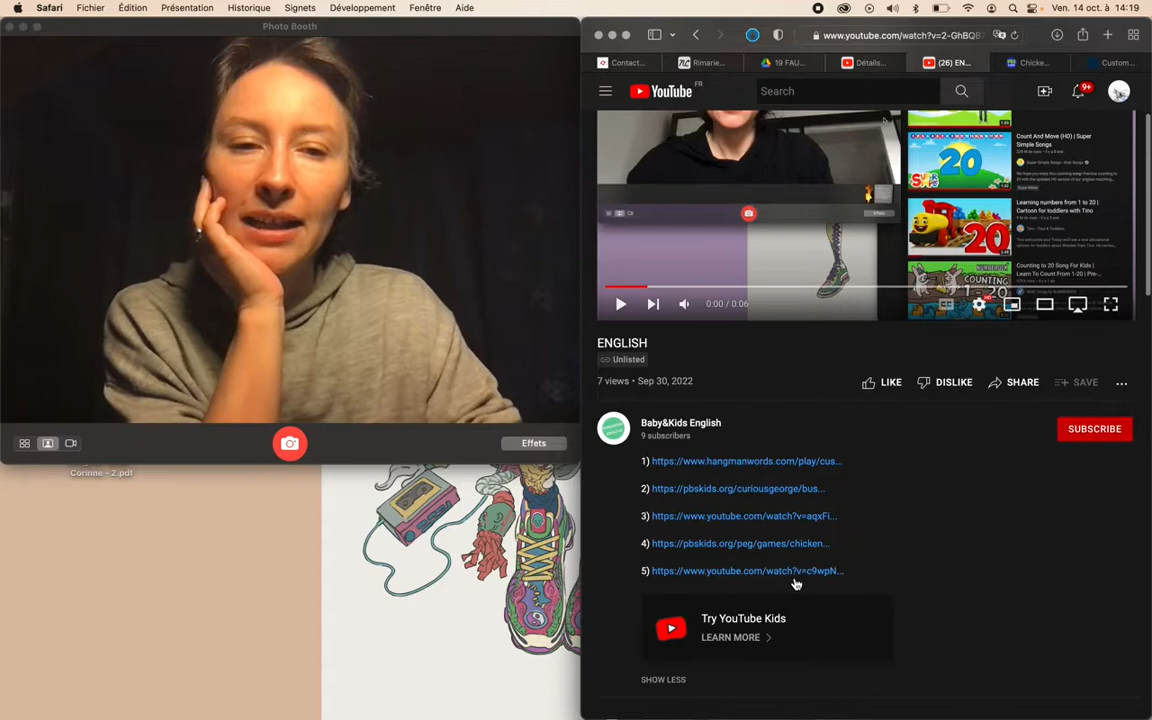 Safari Fichier Édition Présentation Historique Signets Développement Fenêtre Aide
Ven. 14 oct. à 14:19
Photo Booth
www.youtube.com/watch?v=2-GhBQB
Contact...
Rimarie...
19 FAU...
Détails...
(26) EN...
Chicke...
Custom...
YouTube FR
Search
9+
Count And Move (HD) | Super
Simple Songs
Learning numbers from 1 to 20 |
Cartoon for toddlers with Tino
Counting to 20 Song For Kids |
Learn To Count From 1-20 | Pre-
0:00 / 0:06
ENGLISH
Unlisted
7 views • Sep 30, 2022
LIKE
DISLIKE
SHARE
SAVE
Baby&Kids English
9 subscribers
SUBSCRIBE
1) https://www.hangmanwords.com/play/cus...
2) https://pbskids.org/curiousgeorge/bus...
3) https://www.youtube.com/watch?v=aqxFi...
4) https://pbskids.org/peg/games/chicken...
5) https://www.youtube.com/watch?v=c9wpN...
Try YouTube Kids
LEARN MORE
SHOW LESS
Effets
Corinne - 2.pdf